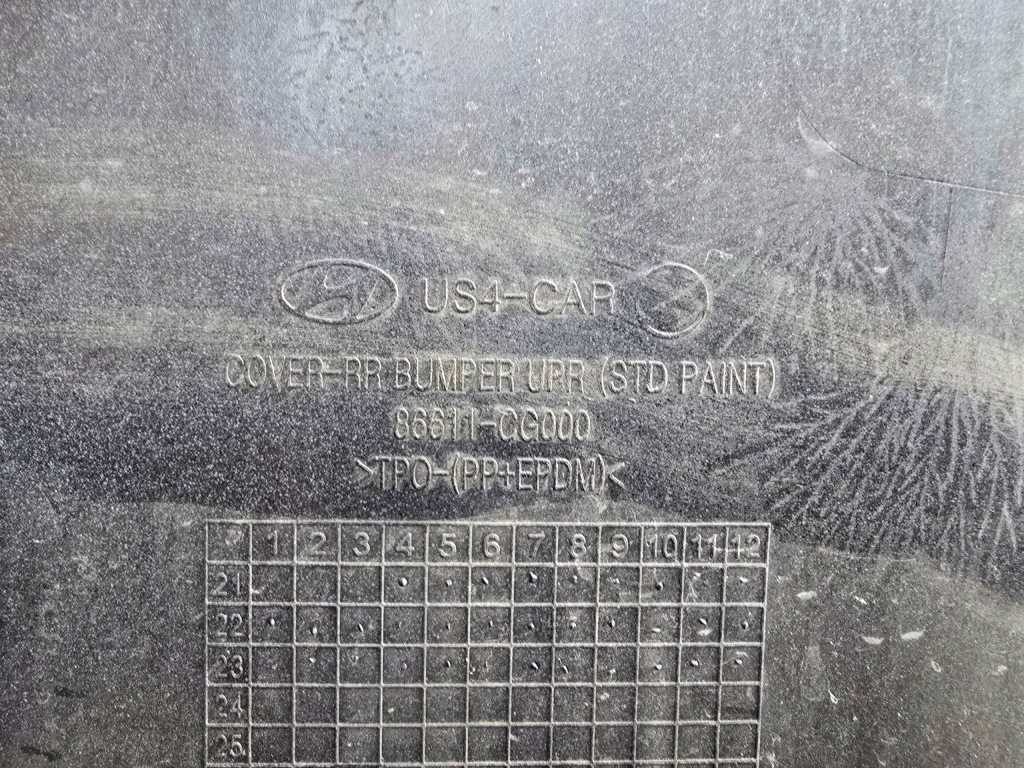 US4-CAR
COVER-RR BUMPER UPR (STD PAINT)
86611-CG000
>TPO-(PP+EPDM)<
1 2 3 4 5 6 7 8 9 10 11 12
21
22
23
24
25